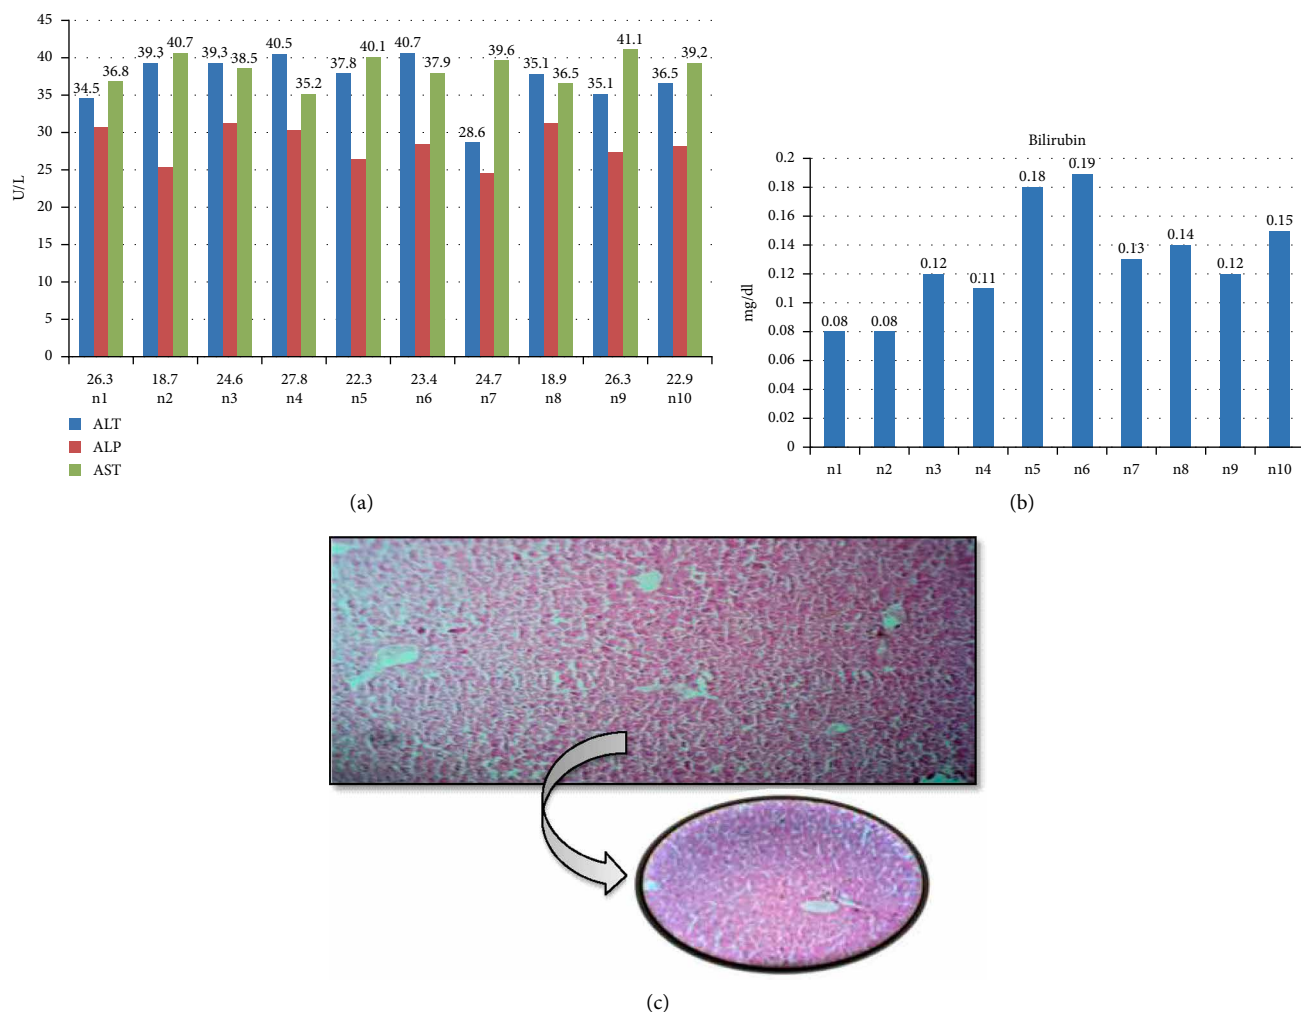 45
40
35
30
25
20
15
10
5
0
U/L
34.5 36.8 39.3 40.7 39.3 38.5 40.5 35.2 37.8 40.1 40.7 37.9 28.6 39.6 35.1 36.5 35.1 41.1 36.5 39.2
26.3 18.7 24.6 27.8 22.3 23.4 24.7 18.9 26.3 22.9
n1 n2 n3 n4 n5 n6 n7 n8 n9 n10
ALT
ALP
AST
(a)
Bilirubin
0.2
0.18
0.16
0.14
0.12
0.1
0.08
0.06
0.04
0.02
0
mg/dl
0.08 0.08 0.12 0.11 0.18 0.19 0.13 0.14 0.12 0.15
n1 n2 n3 n4 n5 n6 n7 n8 n9 n10
(b)
(c)